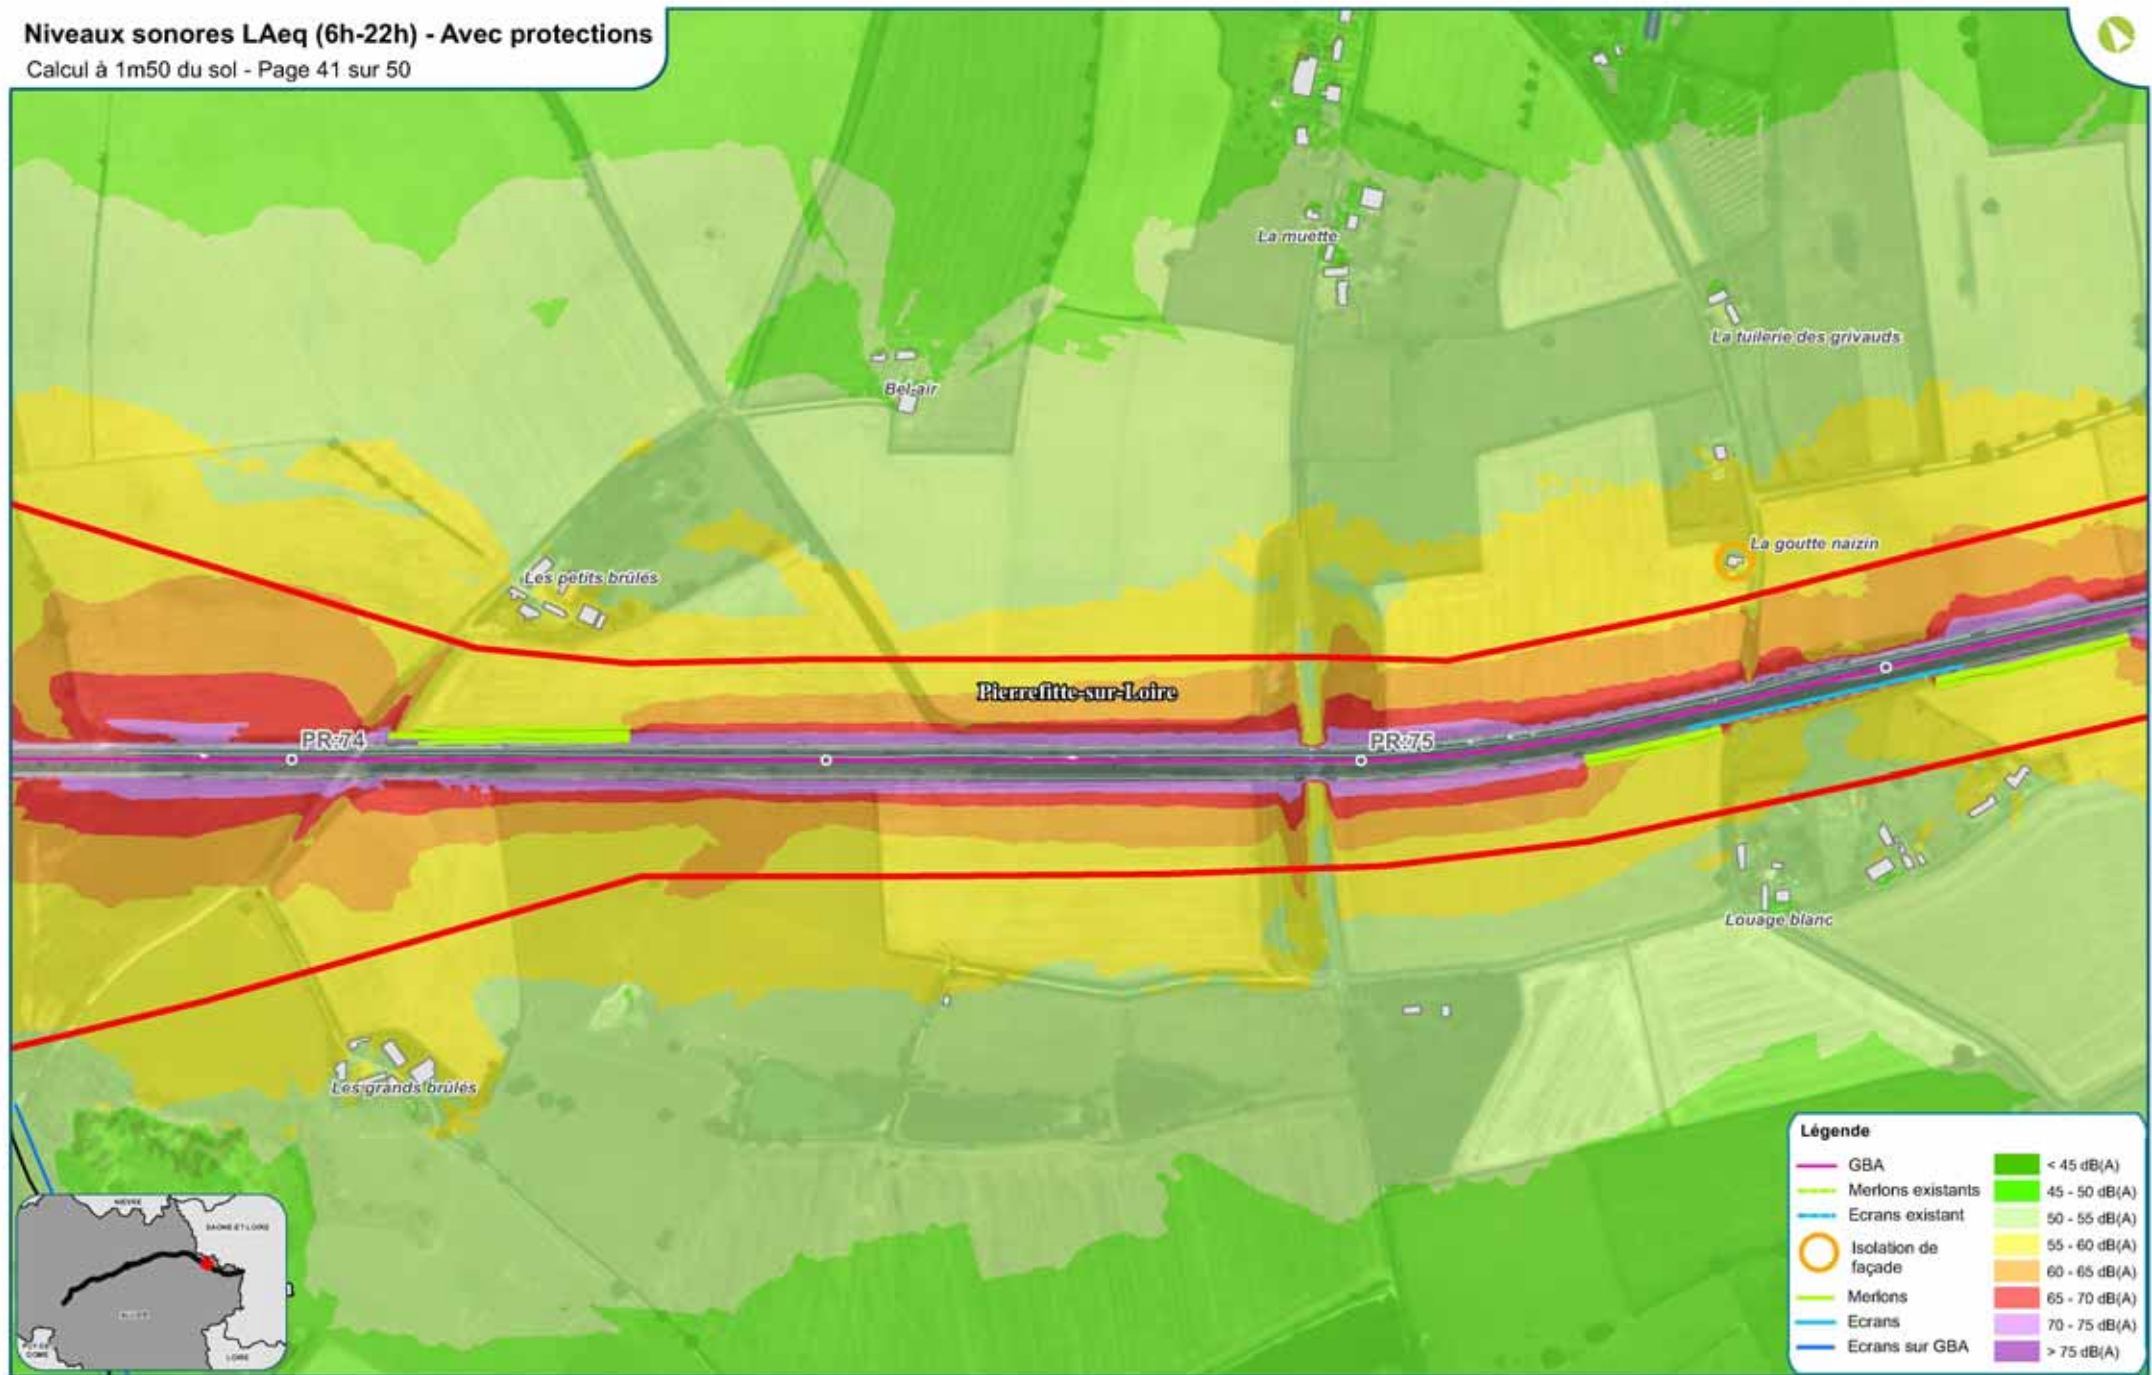 Niveaux sonores LAeq (6h-22h) - Avec protections
Calcul à 1m50 du sol - Page 41 sur 50
La muette
La tuilerie des grivauds
Bel-air
La goutte naizin
Les petits brûlés
Pierrefitte-sur-Loire
PR:74
PR:75
Louage blanc
Les grands brûlés
Légende
GBA
Merlons existants
Ecrans existant
Isolation de
façade
Merlons
Ecrans
Ecrans sur GBA
< 45 dB(A)
45 - 50 dB(A)
50 - 55 dB(A)
55 - 60 dB(A)
60 - 65 dB(A)
65 - 70 dB(A)
70 - 75 dB(A)
> 75 dB(A)
NIEVRE
SAONE ET LOIRE
ALLIER
PUY DE
DOME
LOIRE